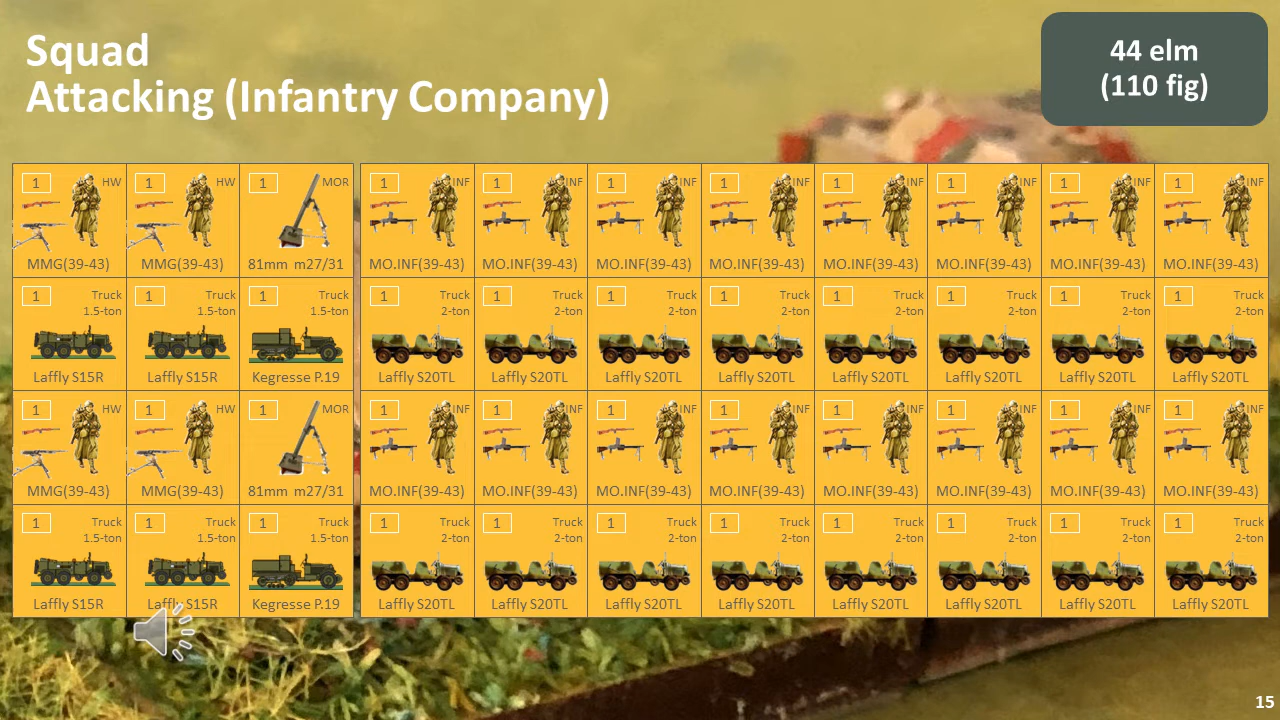 Squad
Attacking (Infantry Company)
44 elm
(110 fig)
1 HW 1 HW 1 MOR 1 INF 1 INF 1 INF 1 INF 1 INF 1 INF 1 INF 1 INF
MMG(39-43) MMG(39-43) 81mm m27/31 MO.INF(39-43) MO.INF(39-43) MO.INF(39-43) MO.INF(39-43) MO.INF(39-43) MO.INF(39-43) MO.INF(39-43) MO.INF(39-43)
1 Truck 1 Truck 1 Truck 1 Truck 1 Truck 1 Truck 1 Truck 1 Truck 1 Truck 1 Truck 1 Truck
1.5-ton 1.5-ton 1.5-ton 2-ton 2-ton 2-ton 2-ton 2-ton 2-ton 2-ton 2-ton
Laffly S15R Laffly S15R Kegresse P.19 Laffly S20TL Laffly S20TL Laffly S20TL Laffly S20TL Laffly S20TL Laffly S20TL Laffly S20TL Laffly S20TL
1 HW 1 HW 1 MOR 1 INF 1 INF 1 INF 1 INF 1 INF 1 INF 1 INF 1 INF
MMG(39-43) MMG(39-43) 81mm m27/31 MO.INF(39-43) MO.INF(39-43) MO.INF(39-43) MO.INF(39-43) MO.INF(39-43) MO.INF(39-43) MO.INF(39-43) MO.INF(39-43)
1 Truck 1 Truck 1 Truck 1 Truck 1 Truck 1 Truck 1 Truck 1 Truck 1 Truck 1 Truck 1 Truck
1.5-ton 1.5-ton 1.5-ton 2-ton 2-ton 2-ton 2-ton 2-ton 2-ton 2-ton 2-ton
Laffly S15R Laffly S15R Kegresse P.19 Laffly S20TL Laffly S20TL Laffly S20TL Laffly S20TL Laffly S20TL Laffly S20TL Laffly S20TL Laffly S20TL
15